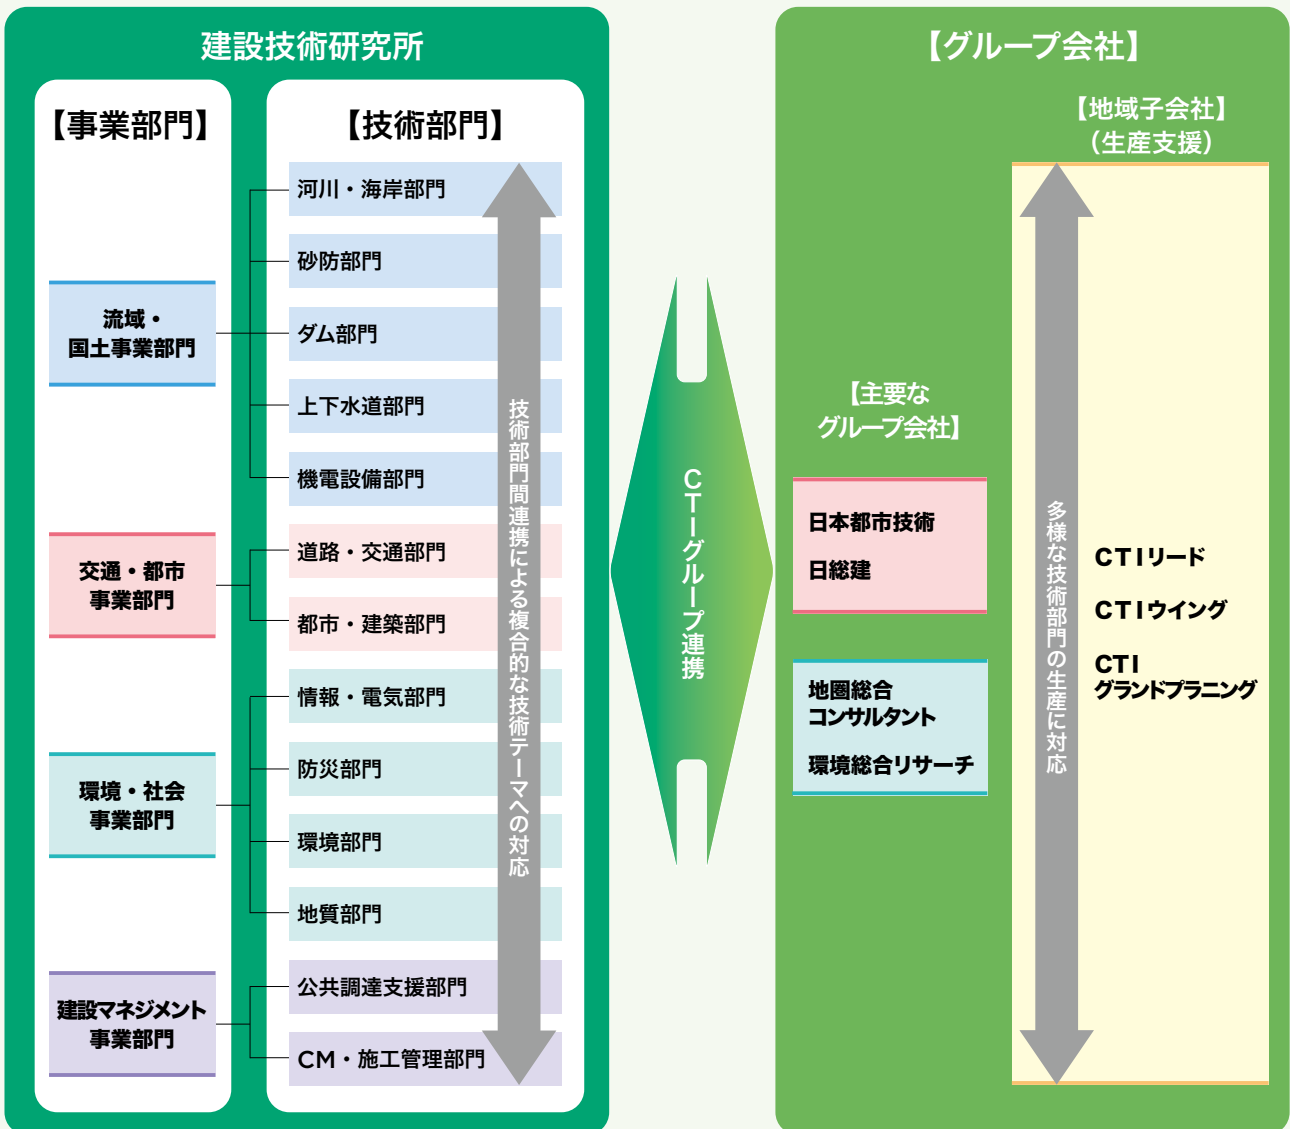 建設技術研究所
【事業部門】
流域・
国土事業部門
交通・都市
事業部門
環境・社会
事業部門
建設マネジメント
事業部門
【技術部門】
河川・海岸部門
砂防部門
ダム部門
上下水道部門
機電設備部門
道路・交通部門
都市・建築部門
情報・電気部門
防災部門
環境部門
地質部門
公共調達支援部門
CM・施工管理部門
技術部門間連携による複合的な技術テーマへの対応
CTIグループ連携
【グループ会社】
【主要な
グループ会社】
日本都市技術
日総建
地圏総合
コンサルタント
環境総合リサーチ
【地域子会社】
（生産支援）
多様な技術部門の生産に対応
CTIリード
CTIウイング
CTI
グランドプラニング